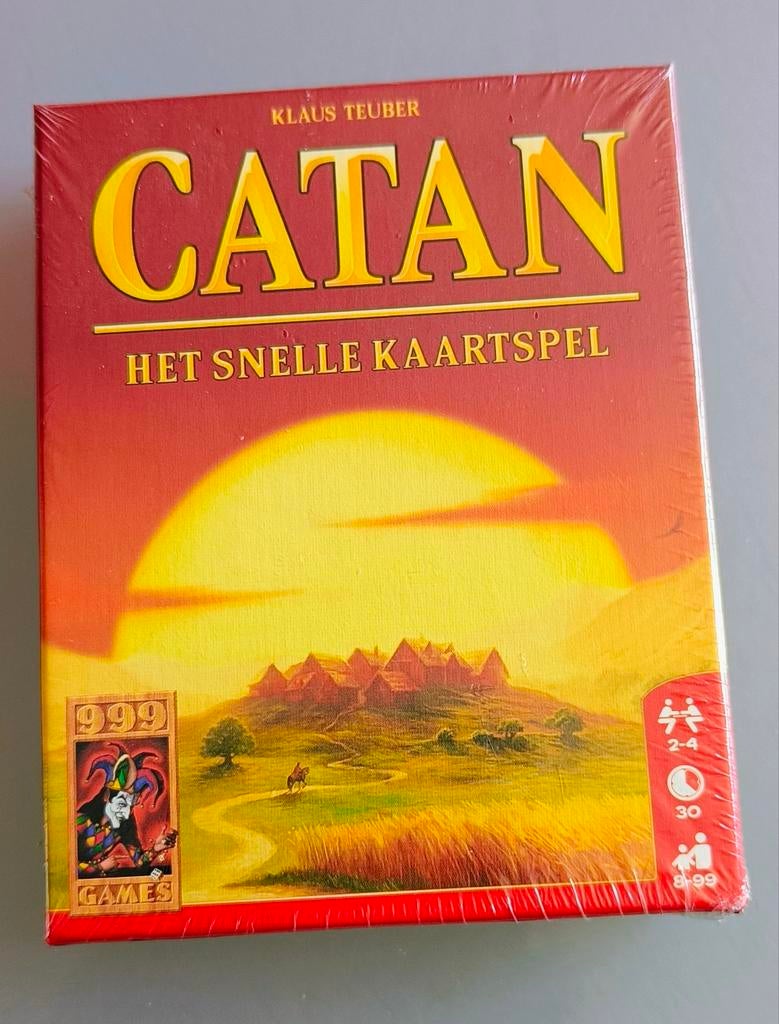 KLAUS TEUBER
CATAN
HET SNELLE KAARTSPEL
999
GAMES
2-4
30
8-99